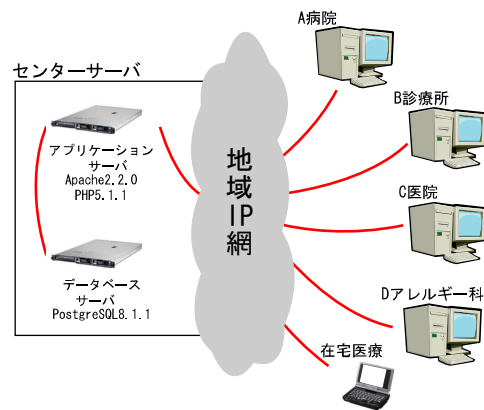 センターサーバ
アプリケーション
サーバ
Apache2.2.0
PHP5.1.1
データベース
サーバ
PostgreSQL8.1.1
地域IP網
A病院
B診療所
C医院
Dアレルギー科
在宅医療